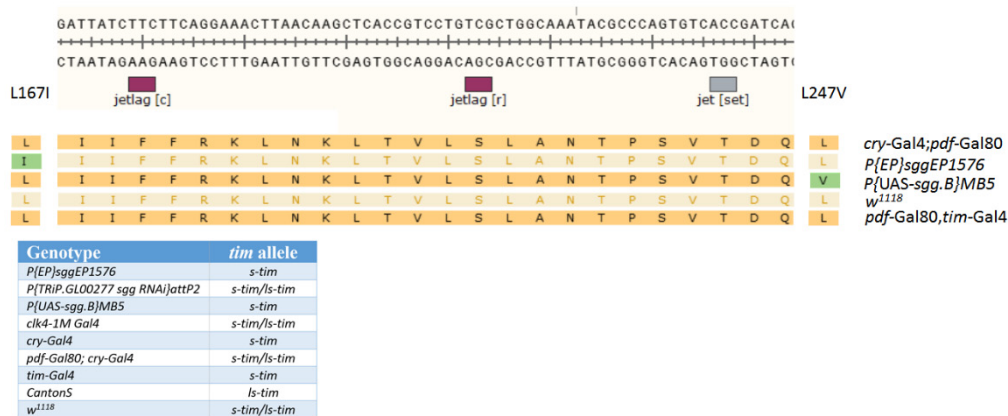 GATTATCTTCTTCAGGAAACTTAACAAGCTCACCGTCCTGTCGCTGGCAAATACGCCCAGTGTCACCGATCA
CTAATAGAAGAAGTCCTTTGAATTGTTCGAGTGGCAGGACAGCGACCGTTTATGCGGGTCACAGTGGCTAGT
L167I jetlag [c] jetlag [r] jet [set] L247V
L I I F F R K L N K L T V L S L A N T P S V T D Q L cry-Gal4;pdf-Gal80
I I I F F R K L N K L T V L S L A N T P S V T D Q L P{EP}sggEP1576
L I I F F R K L N K L T V L S L A N T P S V T D Q V P{UAS-sgg.B}MB5
L I I F F R K L N K L T V L S L A N T P S V T D Q L w1118
L I I F F R K L N K L T V L S L A N T P S V T D Q L pdf-Gal80,tim-Gal4
Genotype tim allele
P{EP}sggEP1576 s-tim
P{TRiP.GL00277 sgg RNAi}attP2 s-tim/ls-tim
P{UAS-sgg.B}MB5 s-tim
clk4-1M Gal4 s-tim/ls-tim
cry-Gal4 s-tim
pdf-Gal80; cry-Gal4 s-tim/ls-tim
tim-Gal4 s-tim
CantonS ls-tim
w1118 s-tim/ls-tim